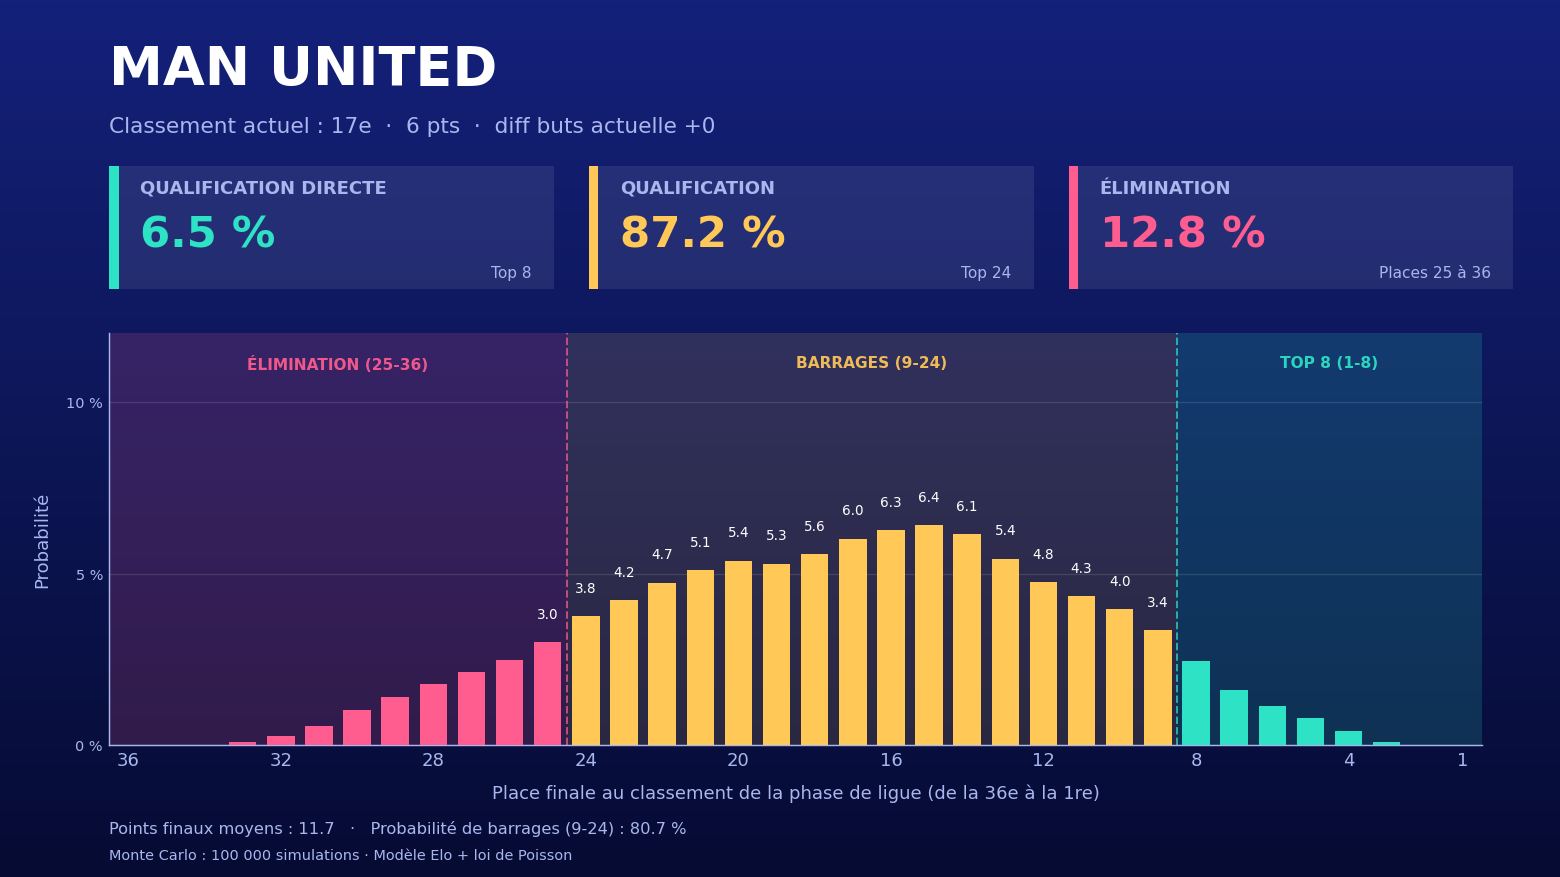 MAN UNITED
Classement actuel : 17e · 6 pts · diff buts actuelle +0
QUALIFICATION DIRECTE
6.5 %
Top 8
QUALIFICATION
87.2 %
Top 24
ÉLIMINATION
12.8 %
Places 25 à 36
ÉLIMINATION (25-36)
BARRAGES (9-24)
TOP 8 (1-8)
Probabilité
10 %
5 %
0 %
3.0
3.8
4.2
4.7
5.1
5.4
5.3
5.6
6.0
6.3
6.4
6.1
5.4
4.8
4.3
4.0
3.4
36 32 28 24 20 16 12 8 4 1
Place finale au classement de la phase de ligue (de la 36e à la 1re)
Points finaux moyens : 11.7 · Probabilité de barrages (9-24) : 80.7 %
Monte Carlo : 100 000 simulations · Modèle Elo + loi de Poisson